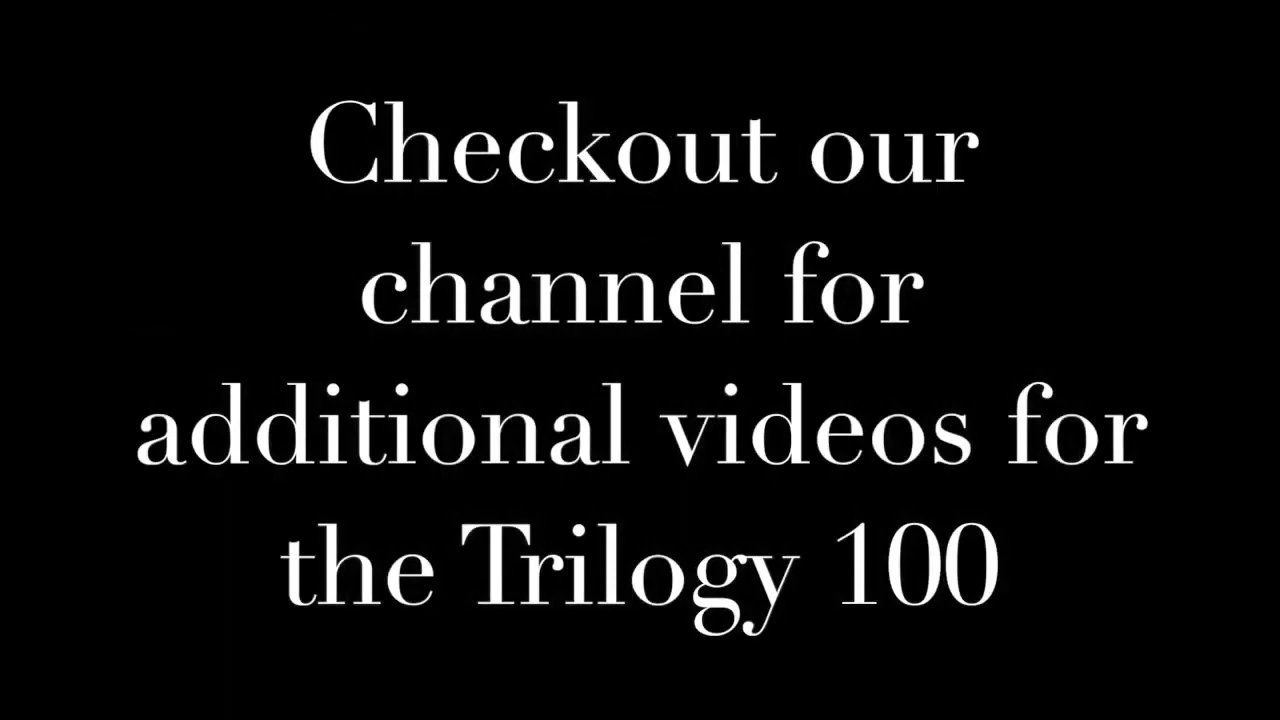 Checkout our
channel for
additional videos for
the Trilogy 100